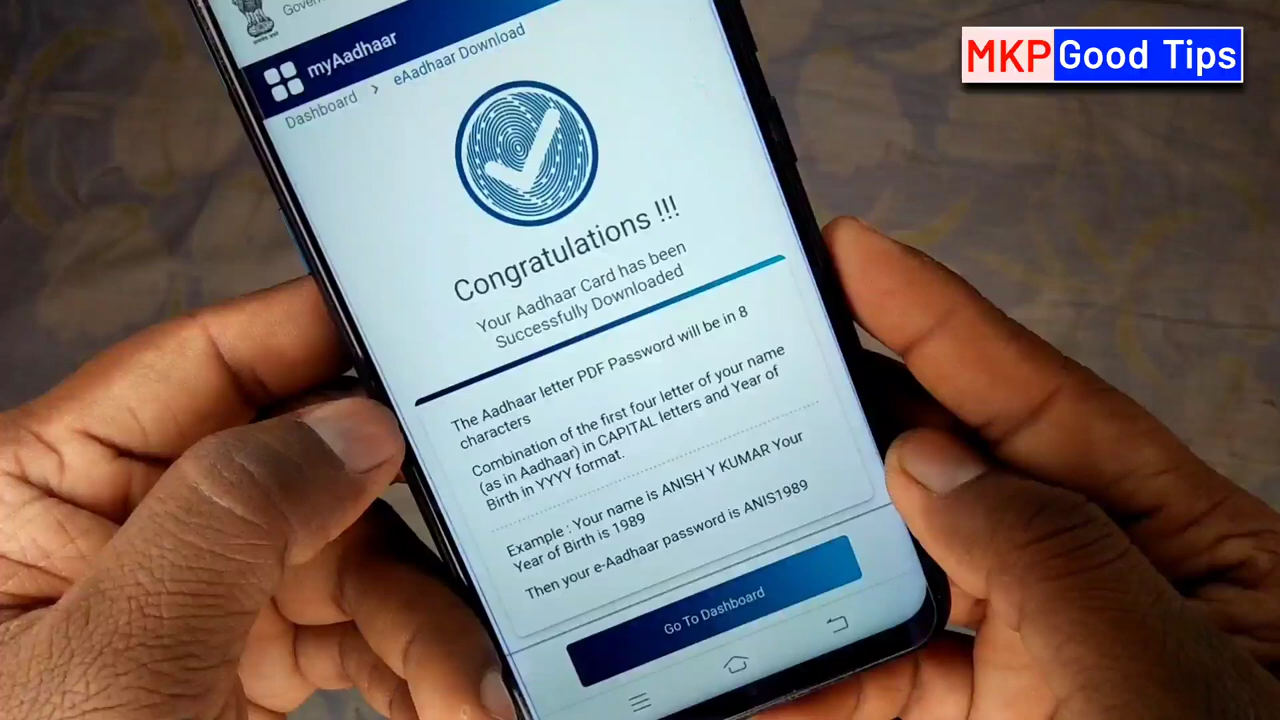 Govern
MKP Good Tips
myAadhaar
Dashboard > eAadhaar Download
Congratulations !!!
Your Aadhaar Card has been
Successfully Downloaded
The Aadhaar letter PDF Password will be in 8
characters
Combination of the first four letter of your name
(as in Aadhaar) in CAPITAL letters and Year of
Birth in YYYY format.
Example : Your name is ANISH Y KUMAR Your
Year of Birth is 1989
Then your e-Aadhaar password is ANIS1989
Go To Dashboard